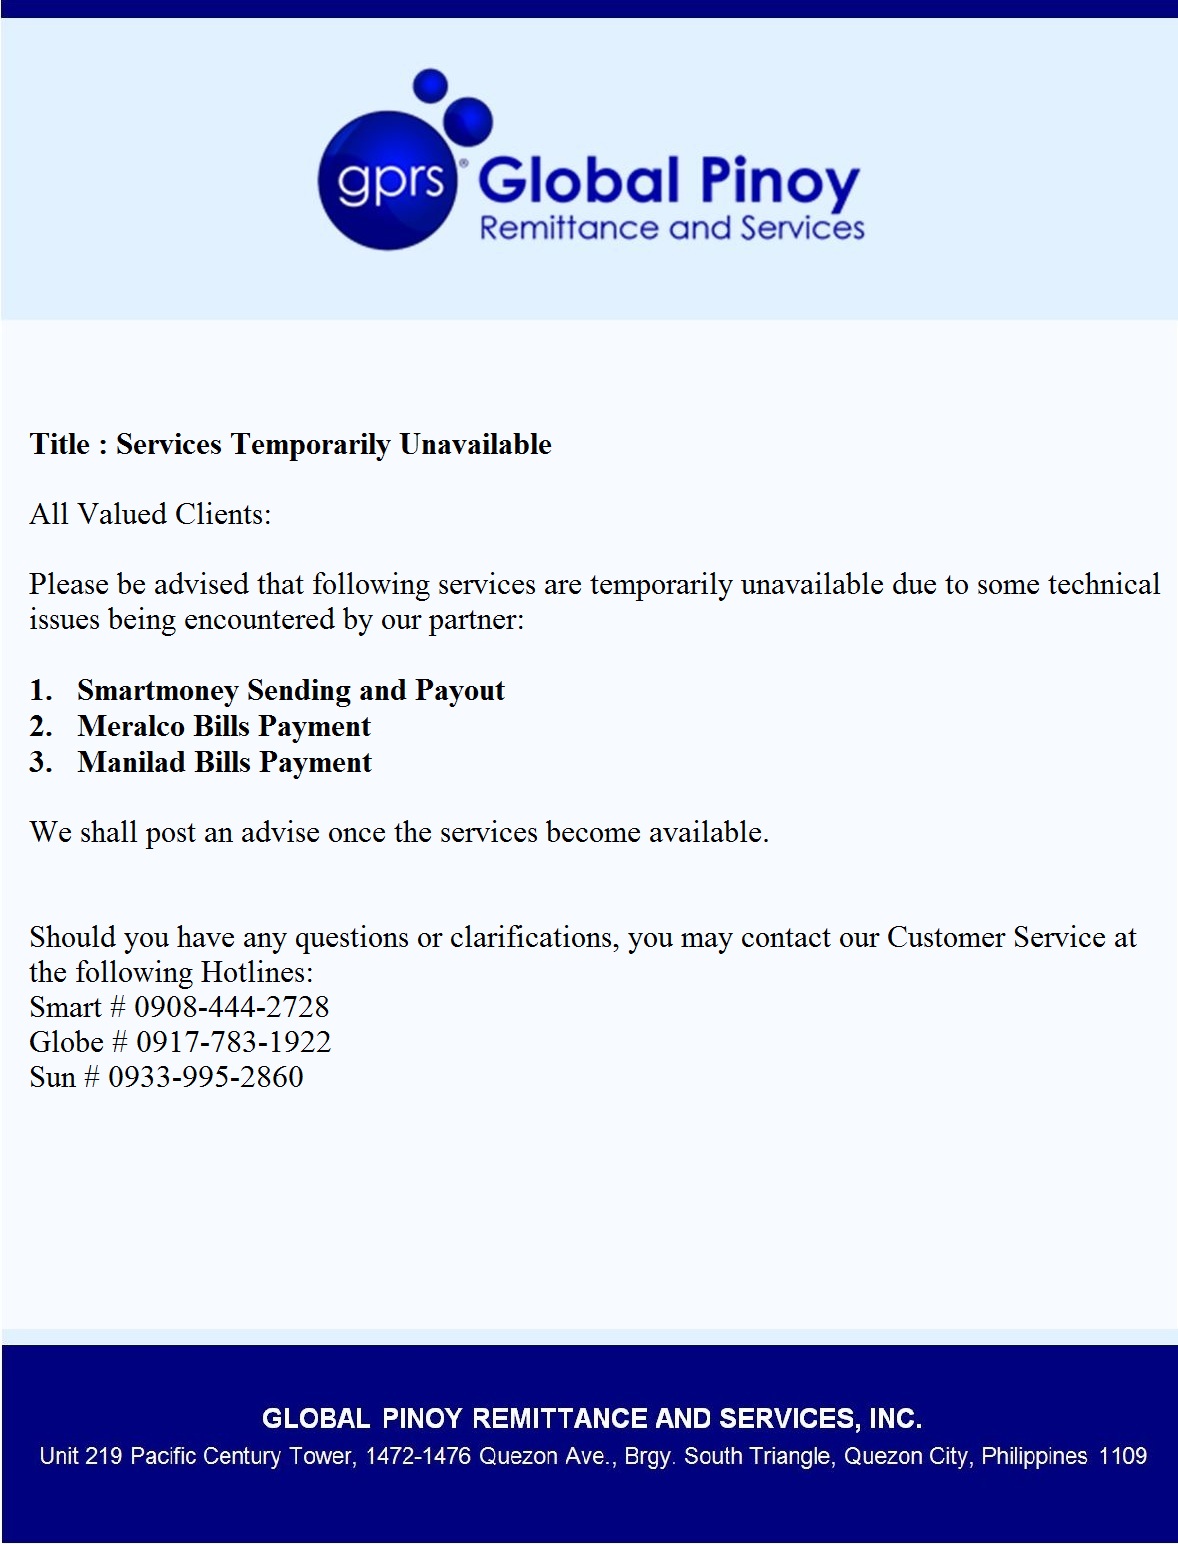 gprs® Global Pinoy
Remittance and Services
Title : Services Temporarily Unavailable
All Valued Clients:
Please be advised that following services are temporarily unavailable due to some technical
issues being encountered by our partner:
1. Smartmoney Sending and Payout
2. Meralco Bills Payment
3. Manilad Bills Payment
We shall post an advise once the services become available.
Should you have any questions or clarifications, you may contact our Customer Service at
the following Hotlines:
Smart # 0908-444-2728
Globe # 0917-783-1922
Sun # 0933-995-2860
GLOBAL PINOY REMITTANCE AND SERVICES, INC.
Unit 219 Pacific Century Tower, 1472-1476 Quezon Ave., Brgy. South Triangle, Quezon City, Philippines 1109